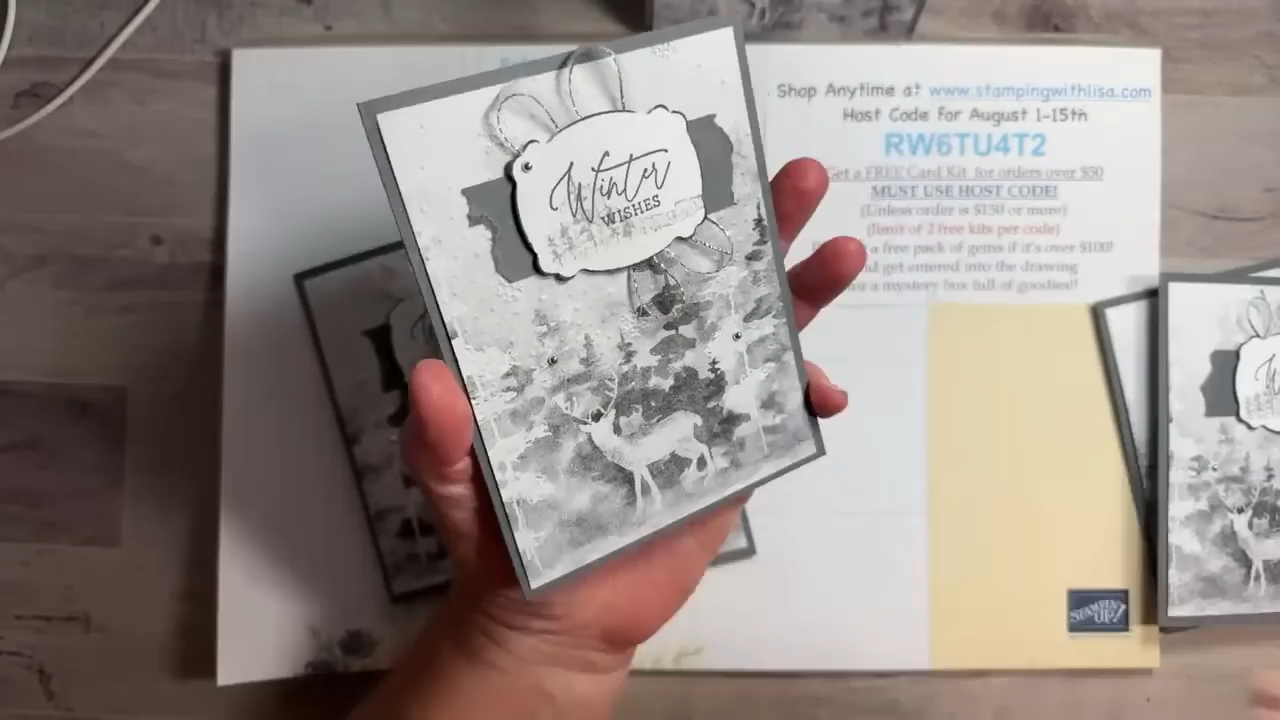 Winter
WISHES
Shop Anytime at www.stampingwithlisa.com
Host Code for August 1-15th
RW6TU4T2
Get a FREE Card Kit for orders over $50
MUST USE HOST CODE!
(Unless order is $150 or more)
(limit of 2 free kits per code)
a free pack of gems if it's over $100!
get entered into the drawing
a mystery box full of goodies!!
STAMPIN' UP!